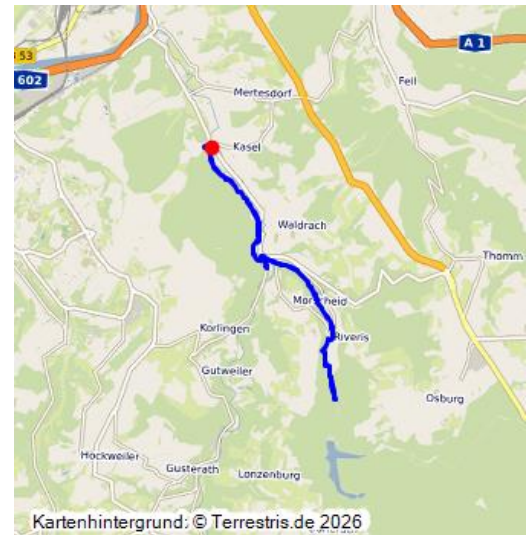 53
A 1
602
Fell
Mertesdorf
Kasel
Waldrach
Thomm
Morscheid
Korlingen
Riveris
Gutweiler
Osburg
Hockweiler
Gusterath
Lonzenburg
Kartenhintergrund: © Terrestris.de 2026